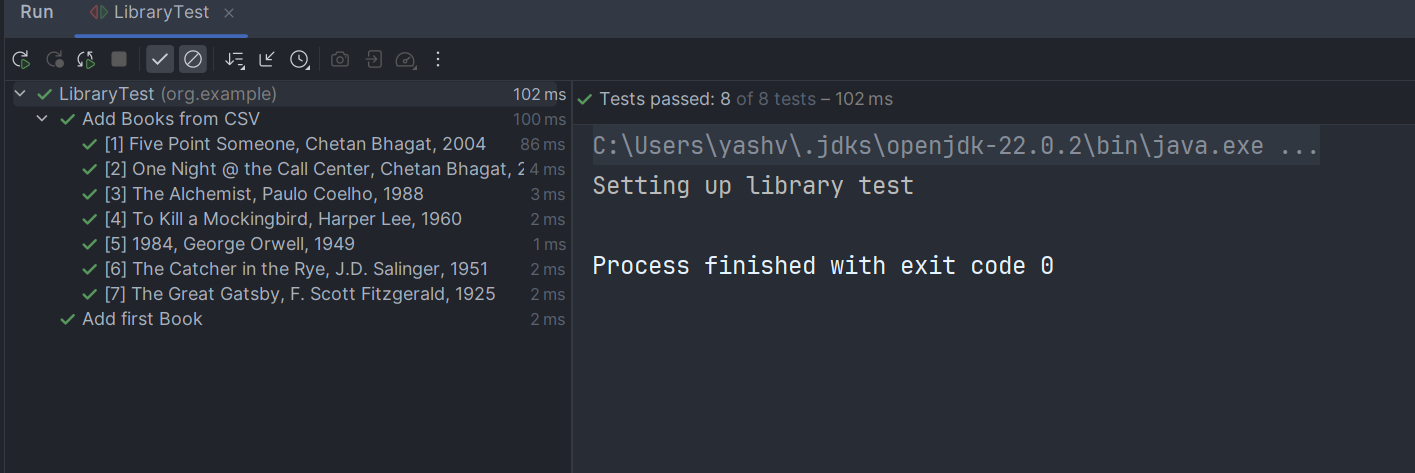 Run LibraryTest
LibraryTest (org.example) 102 ms
Add Books from CSV 100 ms
[1] Five Point Someone, Chetan Bhagat, 2004 86 ms
[2] One Night @ the Call Center, Chetan Bhagat, 2 4 ms
[3] The Alchemist, Paulo Coelho, 1988 3 ms
[4] To Kill a Mockingbird, Harper Lee, 1960 2 ms
[5] 1984, George Orwell, 1949 1 ms
[6] The Catcher in the Rye, J.D. Salinger, 1951 2 ms
[7] The Great Gatsby, F. Scott Fitzgerald, 1925 2 ms
Add first Book 2 ms
Tests passed: 8 of 8 tests – 102 ms
C:\Users\yashv\.jdks\openjdk-22.0.2\bin\java.exe ...
Setting up library test
Process finished with exit code 0